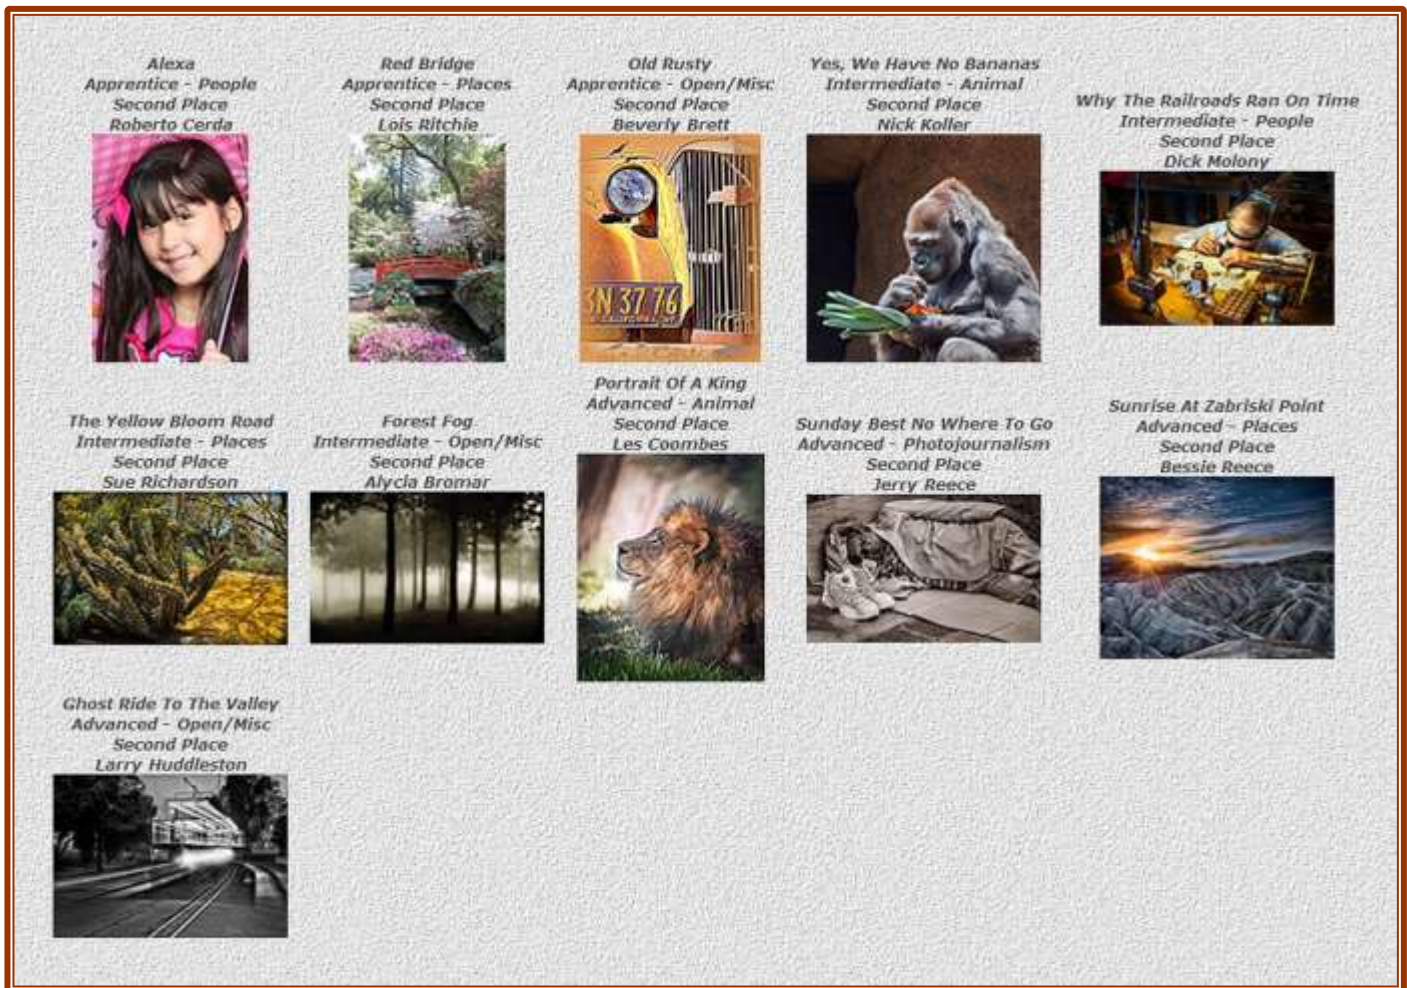 Alexa
Apprentice - People
Second Place
Roberto Cerda
Red Bridge
Apprentice - Places
Second Place
Lois Ritchie
Old Rusty
Apprentice - Open/Misc
Second Place
Beverly Brett
Yes, We Have No Bananas
Intermediate - Animal
Second Place
Nick Koller
Why The Railroads Ran On Time
Intermediate - People
Second Place
Dick Molony
3N 37 76
The Yellow Bloom Road
Intermediate - Places
Second Place
Sue Richardson
Forest Fog
Intermediate - Open/Misc
Second Place
Alycia Bromar
Portrait Of A King
Advanced - Animal
Second Place
Les Coombes
Sunday Best No Where To Go
Advanced - Photojournalism
Second Place
Jerry Reece
Sunrise At Zabriski Point
Advanced - Places
Second Place
Bessie Reece
Ghost Ride To The Valley
Advanced - Open/Misc
Second Place
Larry Huddleston